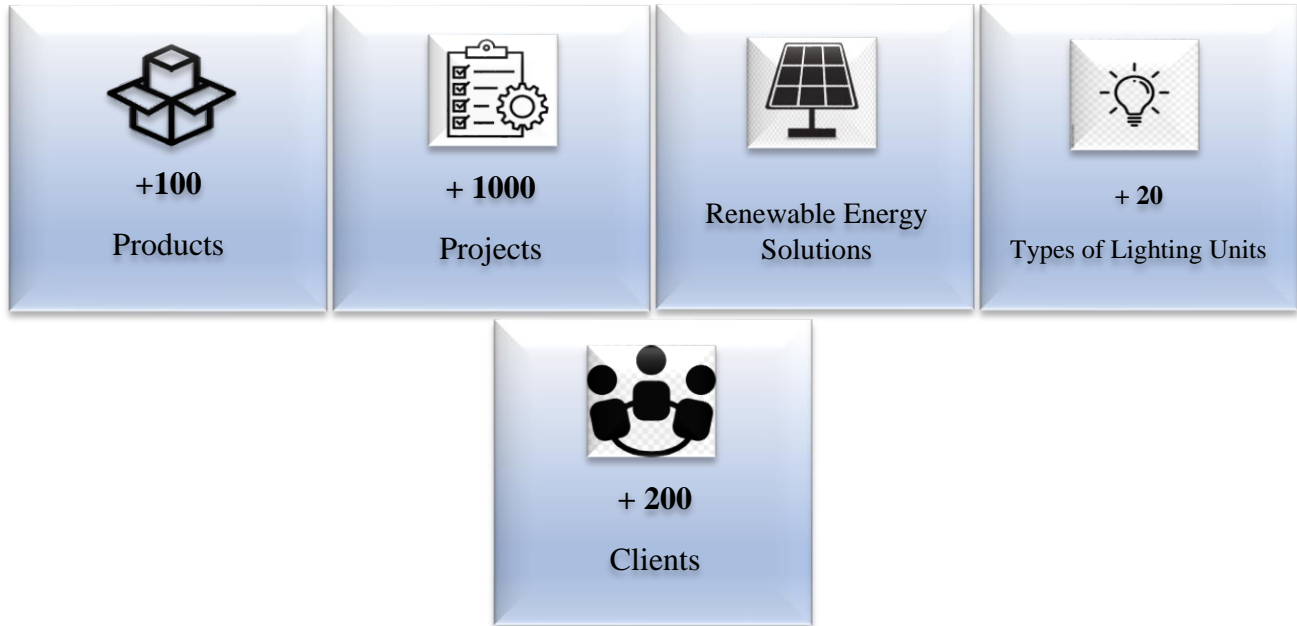 +100
Products
+ 1000
Projects
Renewable Energy
Solutions
+ 20
Types of Lighting Units
+ 200
Clients